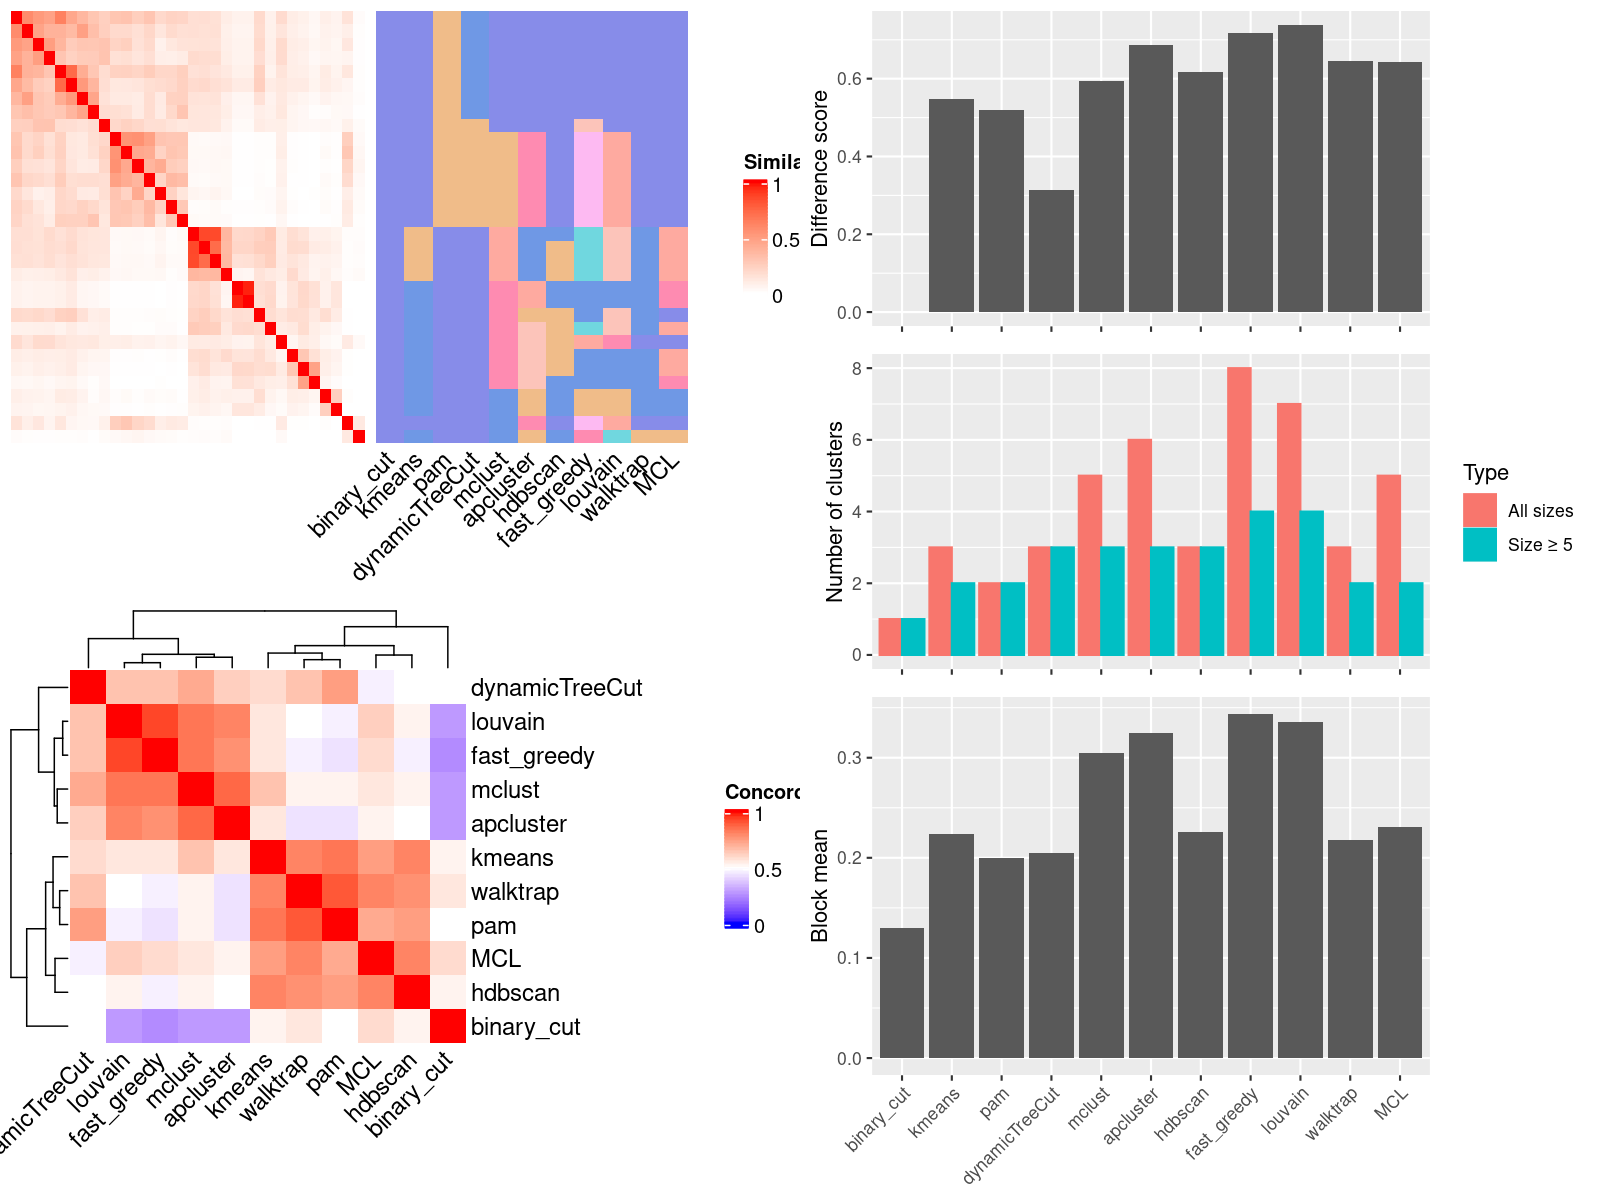 Simila
1
0.5
0
binary_cut
kmeans
pam
dynamicTreeCut
mclust
apcluster
hdbscan
fast_greedy
louvain
walktrap
MCL
Difference score
0.6
0.4
0.2
0.0
Number of clusters
8
6
4
2
0
Type
All sizes
Size ≥ 5
dynamicTreeCut
louvain
fast_greedy
mclust
apcluster
kmeans
walktrap
pam
MCL
hdbscan
binary_cut
amicTreeCut
louvain
fast_greedy
mclust
apcluster
kmeans
walktrap
pam
MCL
hdbscan
binary_cut
Concord
1
0.5
0
Block mean
0.3
0.2
0.1
0.0
binary_cut
kmeans
pam
dynamicTreeCut
mclust
apcluster
hdbscan
fast_greedy
louvain
walktrap
MCL